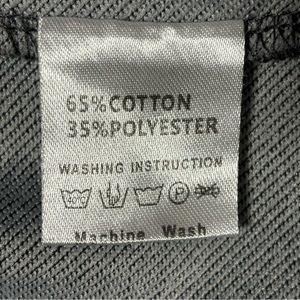 65%COTTON
35%POLYESTER
WASHING INSTRUCTION
Machine Wash